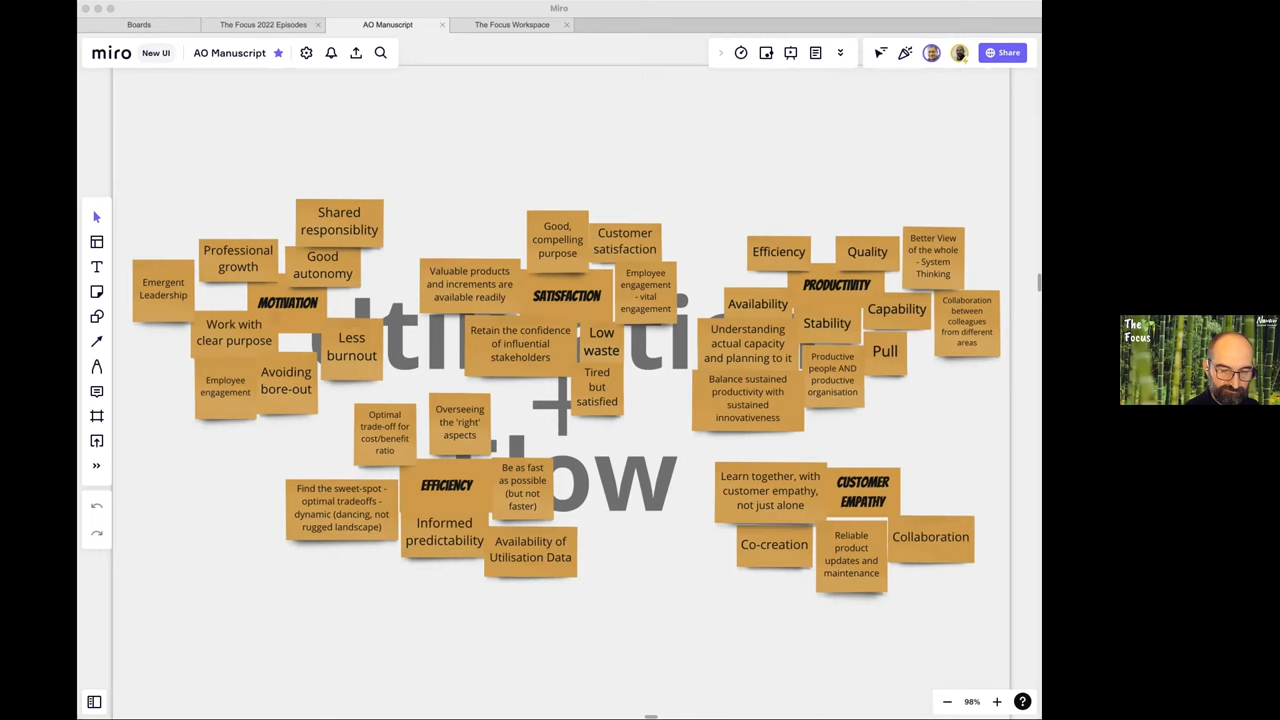 Miro
Boards
The Focus 2022 Episodes
AO Manuscript
The Focus Workspace
miro
New UI
AO Manuscript
Share
Shared
responsiblity
Professional
growth
Good
autonomy
Emergent
Leadership
MOTIVATION
Work with
clear purpose
Less
burnout
Employee
engagement
Avoiding
bore-out
Good,
compelling
purpose
Customer
satisfaction
Valuable products
and increments are
available readily
SATISFACTION
Employee
engagement
- vital
engagement
Retain the confidence
of influential
stakeholders
Low
waste
Tired
but
satisfied
Efficiency
Quality
Better View
of the whole
- System
Thinking
PRODUCTIVITY
Availability
Stability
Capability
Collaboration
between
colleagues
from different
areas
Understanding
actual capacity
and planning to it
Productive
people AND
productive
organisation
Pull
Balance sustained
productivity with
sustained
innovativeness
+
Optimal
trade-off for
cost/benefit
ratio
Overseeing
the 'right'
aspects
EFFICIENCY
Be as fast
as possible
(but not
faster)
Find the sweet-spot -
optimal tradeoffs -
dynamic (dancing, not
rugged landscape)
Informed
predictability
Availability of
Utilisation Data
Learn together, with
customer empathy,
not just alone
CUSTOMER
EMPATHY
Co-creation
Reliable
product
updates and
maintenance
Collaboration
98%
The
Focus